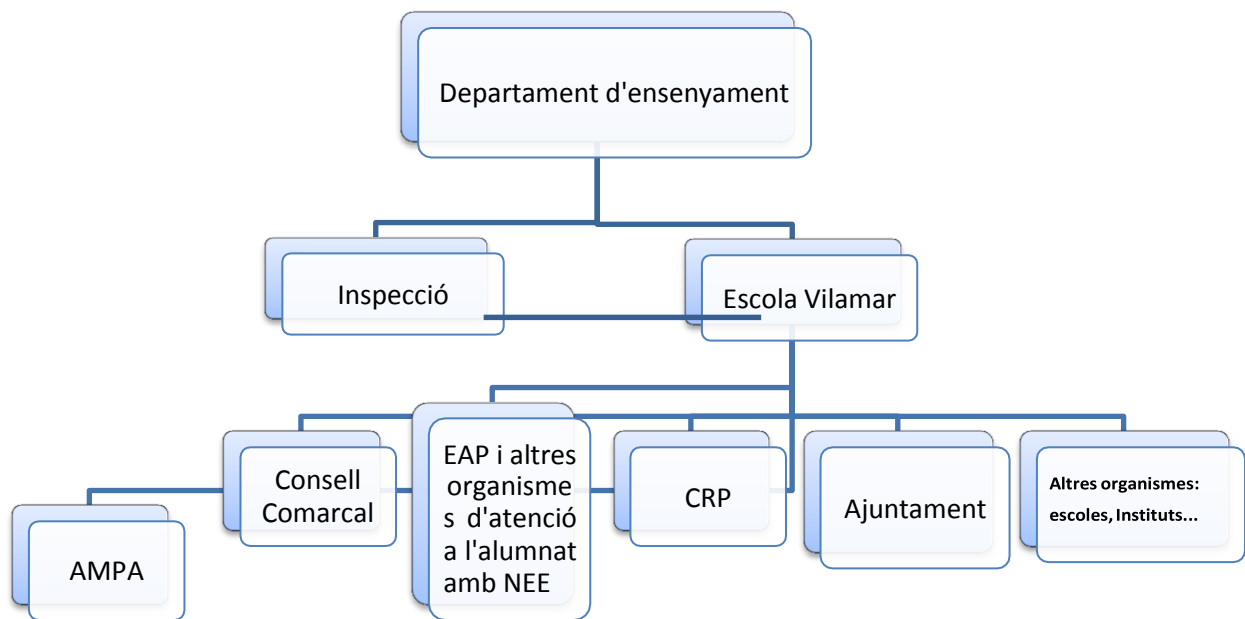 Departament d'ensenyament
Inspecció
Escola Vilamar
Consell
Comarcal
EAP i altres
organisme
s d'atenció
a l'alumnat
amb NEE
CRP
Ajuntament
Altres organismes:
escoles, Instituts...
AMPA